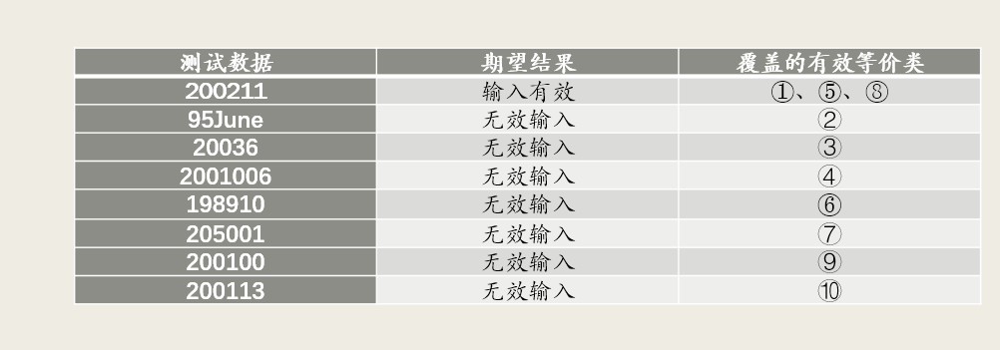 测试数据 期望结果 覆盖的有效等价类
200211 输入有效 ①、⑤、⑧
95June 无效输入 ②
20036 无效输入 ③
2001006 无效输入 ④
198910 无效输入 ⑥
205001 无效输入 ⑦
200100 无效输入 ⑨
200113 无效输入 ⑩